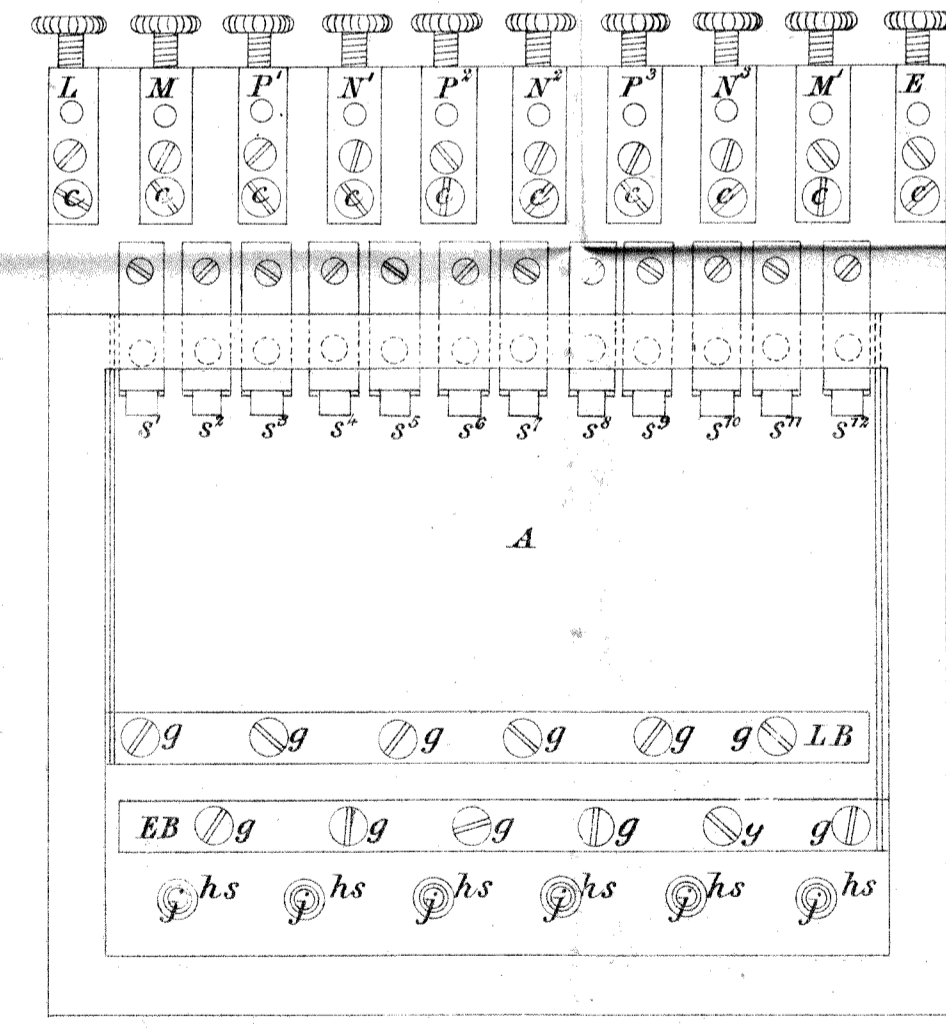 L M P¹ N¹ P² N² P³ N³ M' E
c c c c c c c c c c
s¹ s² s³ s⁴ s⁵ s⁶ s⁷ s⁸ s⁹ s¹⁰ s¹¹ s¹²
A
g g g g g g LB
EB g g g g y g
hs hs hs hs hs hs
j j j j j j